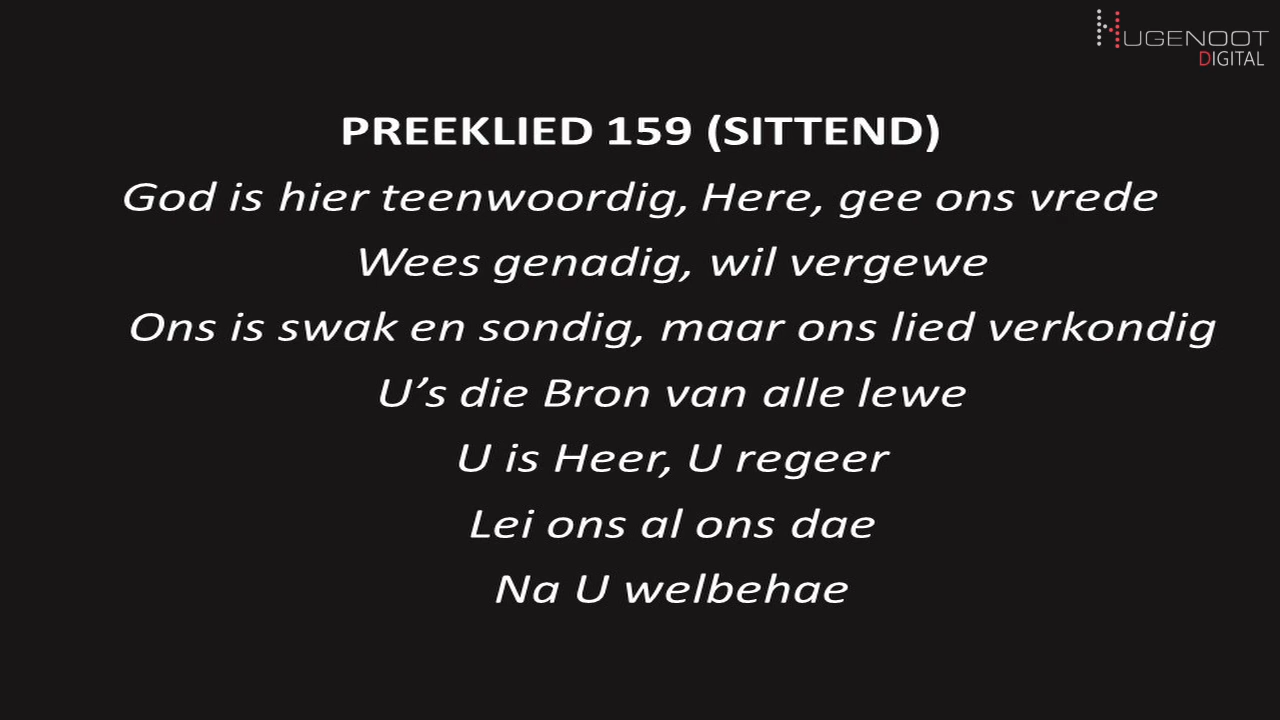 HUGENOOT
DIGITAL
PREEKLIED 159 (SITTEND)
God is hier teenwoordig, Here, gee ons vrede
Wees genadig, wil vergewe
Ons is swak en sondig, maar ons lied verkondig
U’s die Bron van alle lewe
U is Heer, U regeer
Lei ons al ons dae
Na U welbehae